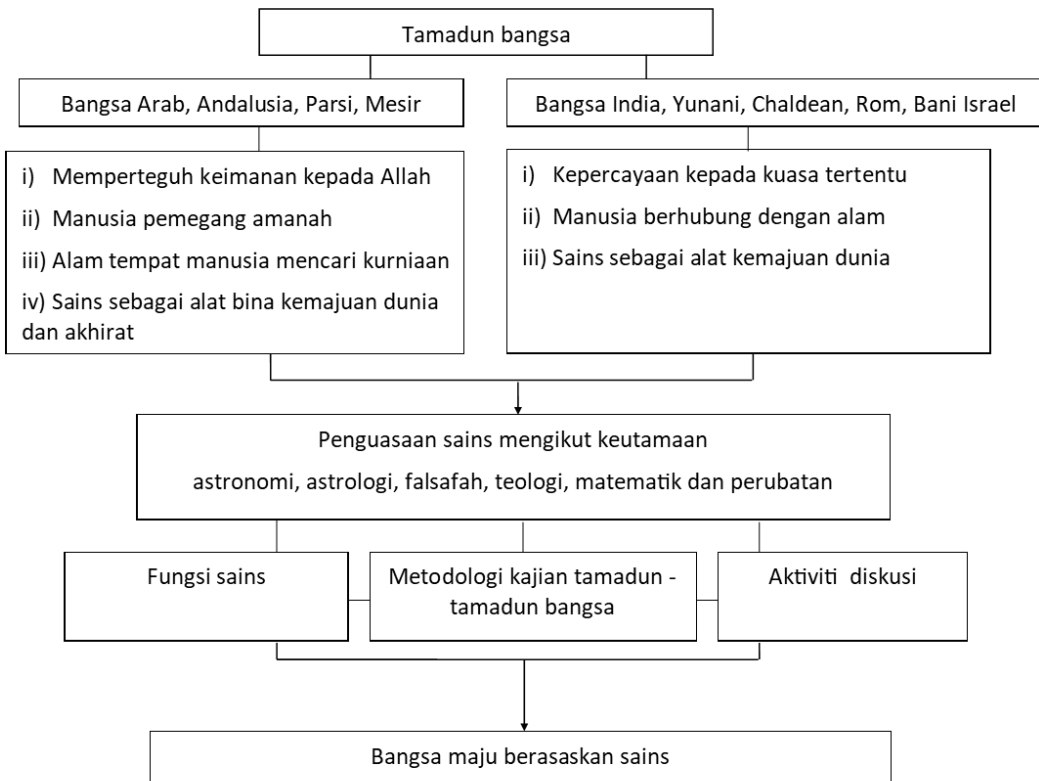 Tamadun bangsa
Bangsa Arab, Andalusia, Parsi, Mesir
Bangsa India, Yunani, Chaldean, Rom, Bani Israel
i) Memperteguh keimanan kepada Allah
ii) Manusia pemegang amanah
iii) Alam tempat manusia mencari kurniaan
iv) Sains sebagai alat bina kemajuan dunia
dan akhirat
i) Kepercayaan kepada kuasa tertentu
ii) Manusia berhubung dengan alam
iii) Sains sebagai alat kemajuan dunia
Penguasaan sains mengikut keutamaan
astronomi, astrologi, falsafah, teologi, matematik dan perubatan
Fungsi sains
Metodologi kajian tamadun -
tamadun bangsa
Aktiviti diskusi
Bangsa maju berasaskan sains